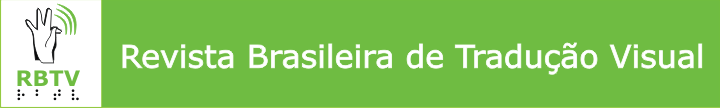 RBTV
⠗⠃⠞⠧
Revista Brasileira de Tradução Visual